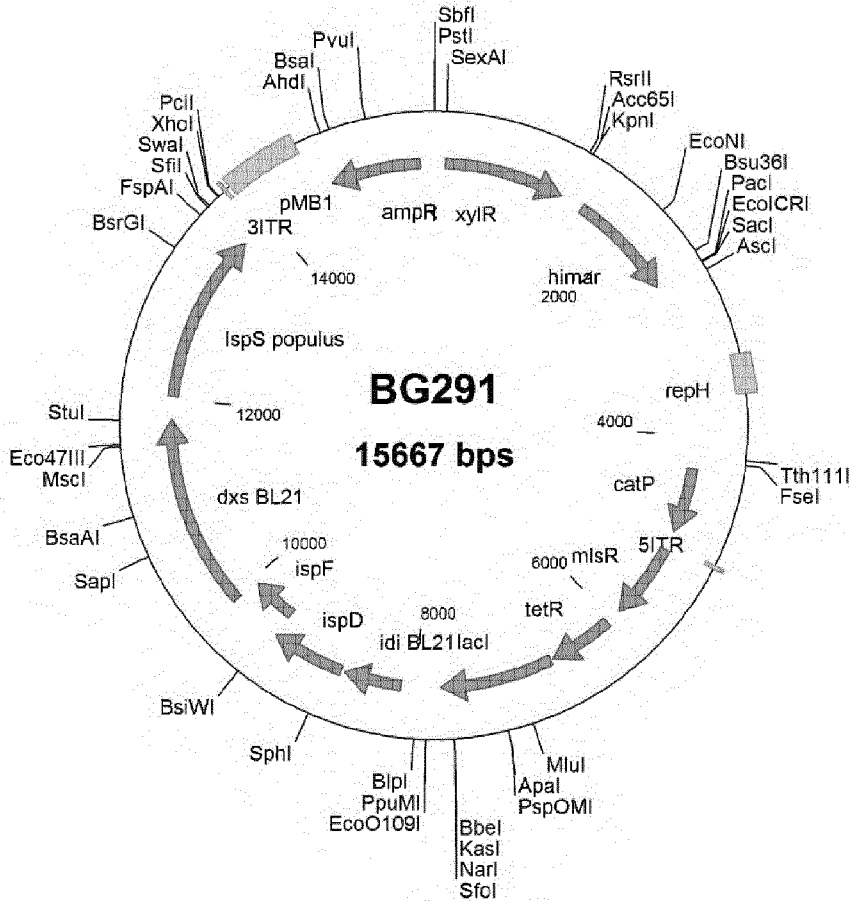 SbfI
PstI
SexAI
PvuI
BsaI
AhdI
RsrII
Acc65I
KpnI
PciI
XhoI
SwaI
SfiI
FspAI
BsrGI
EcoNI
Bsu36I
PacI
EcoICRI
SacI
AscI
pMB1
3ITR
ampR
xylR
himar
14000
2000
IspS populus
BG291
15667 bps
repH
12000
4000
StuI
Eco47III
MscI
dxs BL21
catP
Tth111I
FseI
BsaAI
SapI
10000
ispF
6000
mlsR
5ITR
ispD
8000
tetR
idi BL21
lacI
BsiWI
SphI
BlpI
PpuMI
EcoO109I
MluI
ApaI
PspOMI
BbeI
KasI
NarI
SfoI